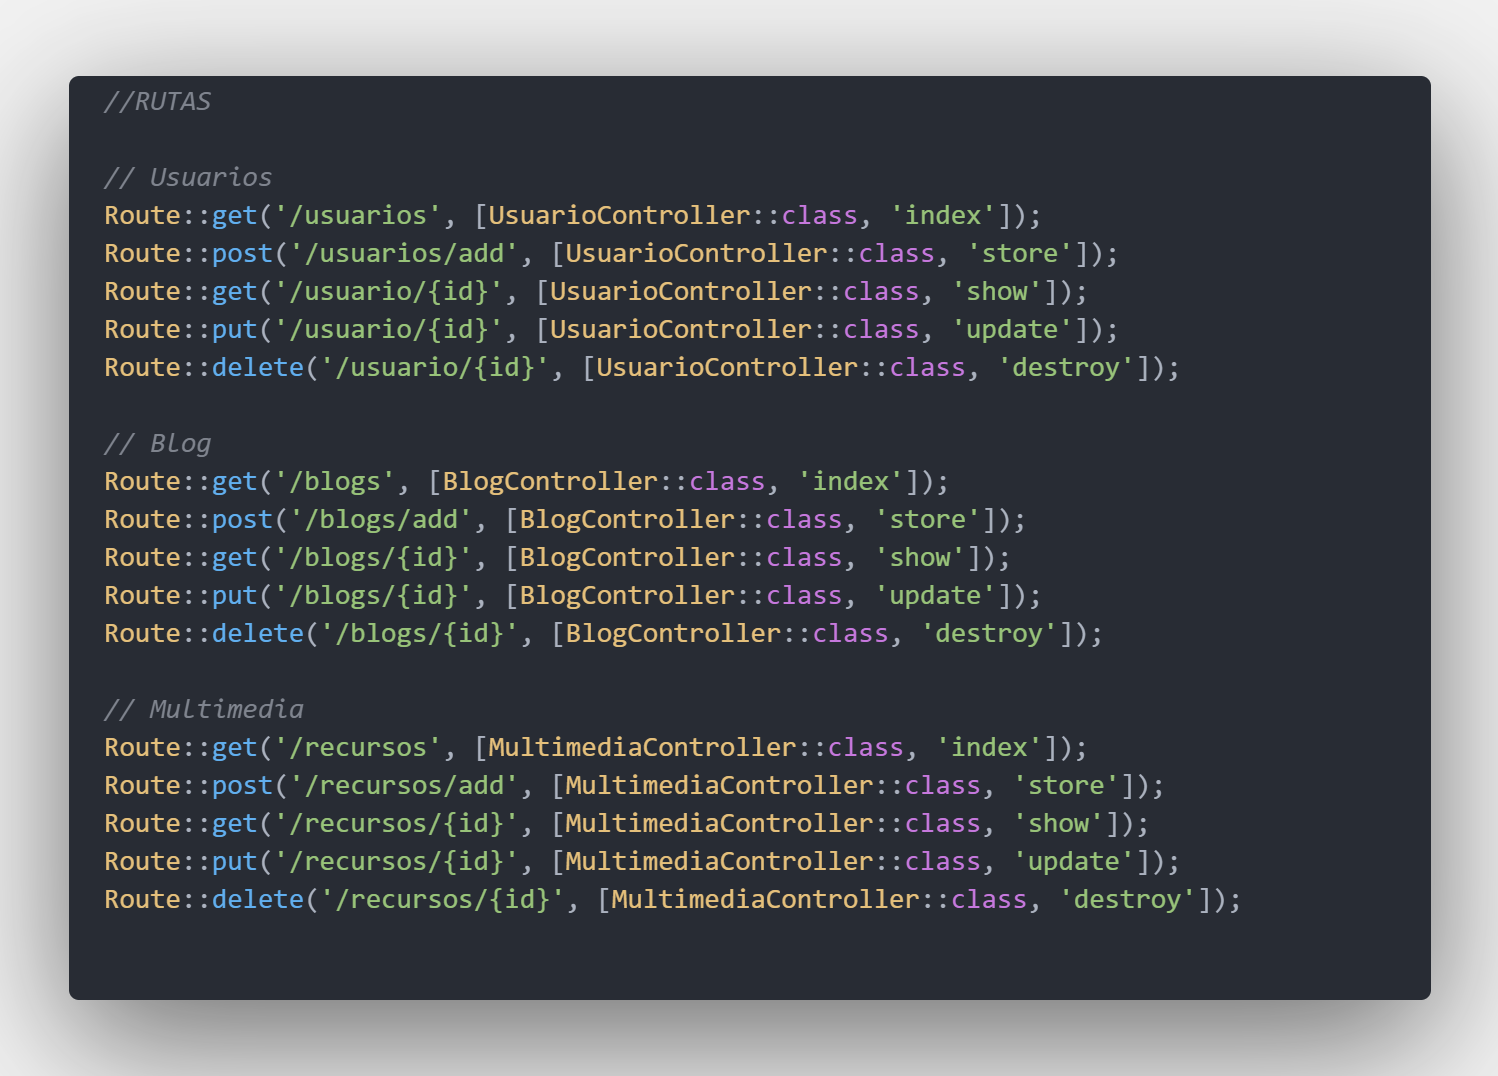 //RUTAS
// Usuarios
Route::get('/usuarios', [UsuarioController::class, 'index']);
Route::post('/usuarios/add', [UsuarioController::class, 'store']);
Route::get('/usuario/{id}', [UsuarioController::class, 'show']);
Route::put('/usuario/{id}', [UsuarioController::class, 'update']);
Route::delete('/usuario/{id}', [UsuarioController::class, 'destroy']);
// Blog
Route::get('/blogs', [BlogController::class, 'index']);
Route::post('/blogs/add', [BlogController::class, 'store']);
Route::get('/blogs/{id}', [BlogController::class, 'show']);
Route::put('/blogs/{id}', [BlogController::class, 'update']);
Route::delete('/blogs/{id}', [BlogController::class, 'destroy']);
// Multimedia
Route::get('/recursos', [MultimediaController::class, 'index']);
Route::post('/recursos/add', [MultimediaController::class, 'store']);
Route::get('/recursos/{id}', [MultimediaController::class, 'show']);
Route::put('/recursos/{id}', [MultimediaController::class, 'update']);
Route::delete('/recursos/{id}', [MultimediaController::class, 'destroy']);